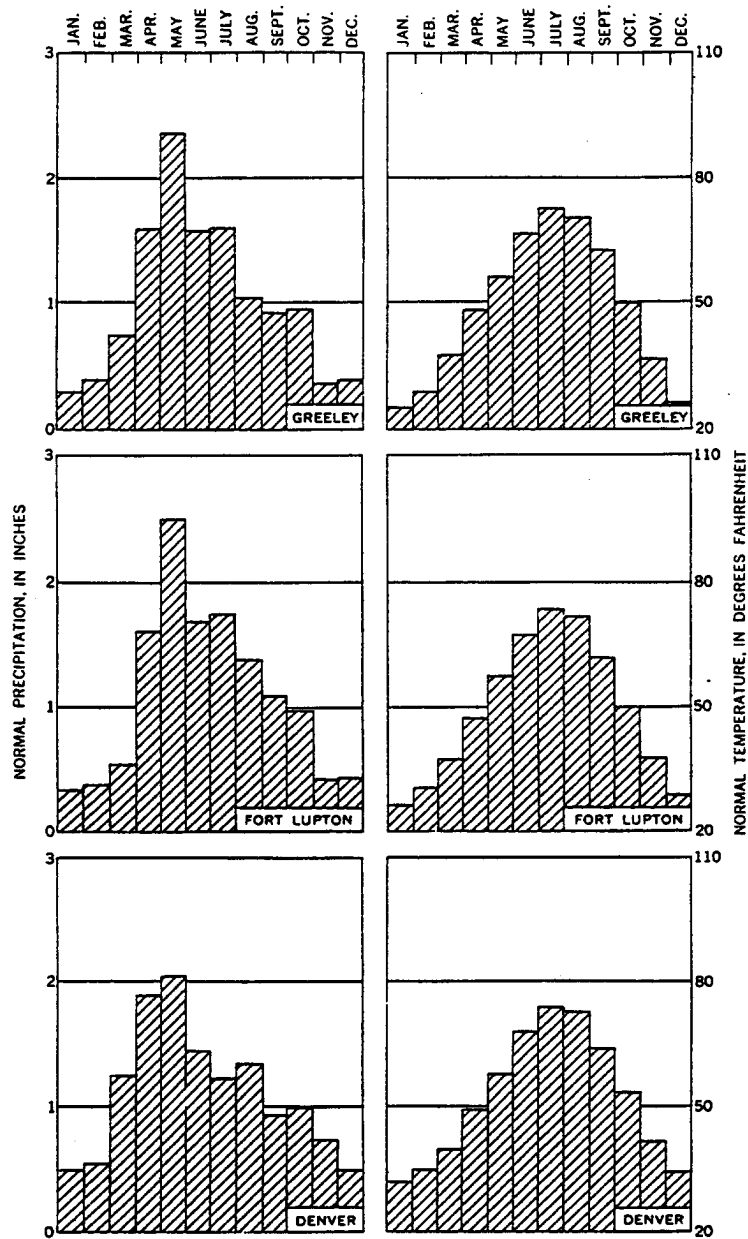 JAN. FEB. MAR. APR. MAY JUNE JULY AUG. SEPT. OCT. NOV. DEC.
JAN. FEB. MAR. APR. MAY JUNE JULY AUG. SEPT. OCT. NOV. DEC.
3
2
1
0
GREELEY
110
80
50
20
GREELEY
NORMAL PRECIPITATION, IN INCHES
3
2
1
0
FORT LUPTON
110
80
50
20
FORT LUPTON
NORMAL TEMPERATURE, IN DEGREES FAHRENHEIT
3
2
1
0
DENVER
110
80
50
20
DENVER